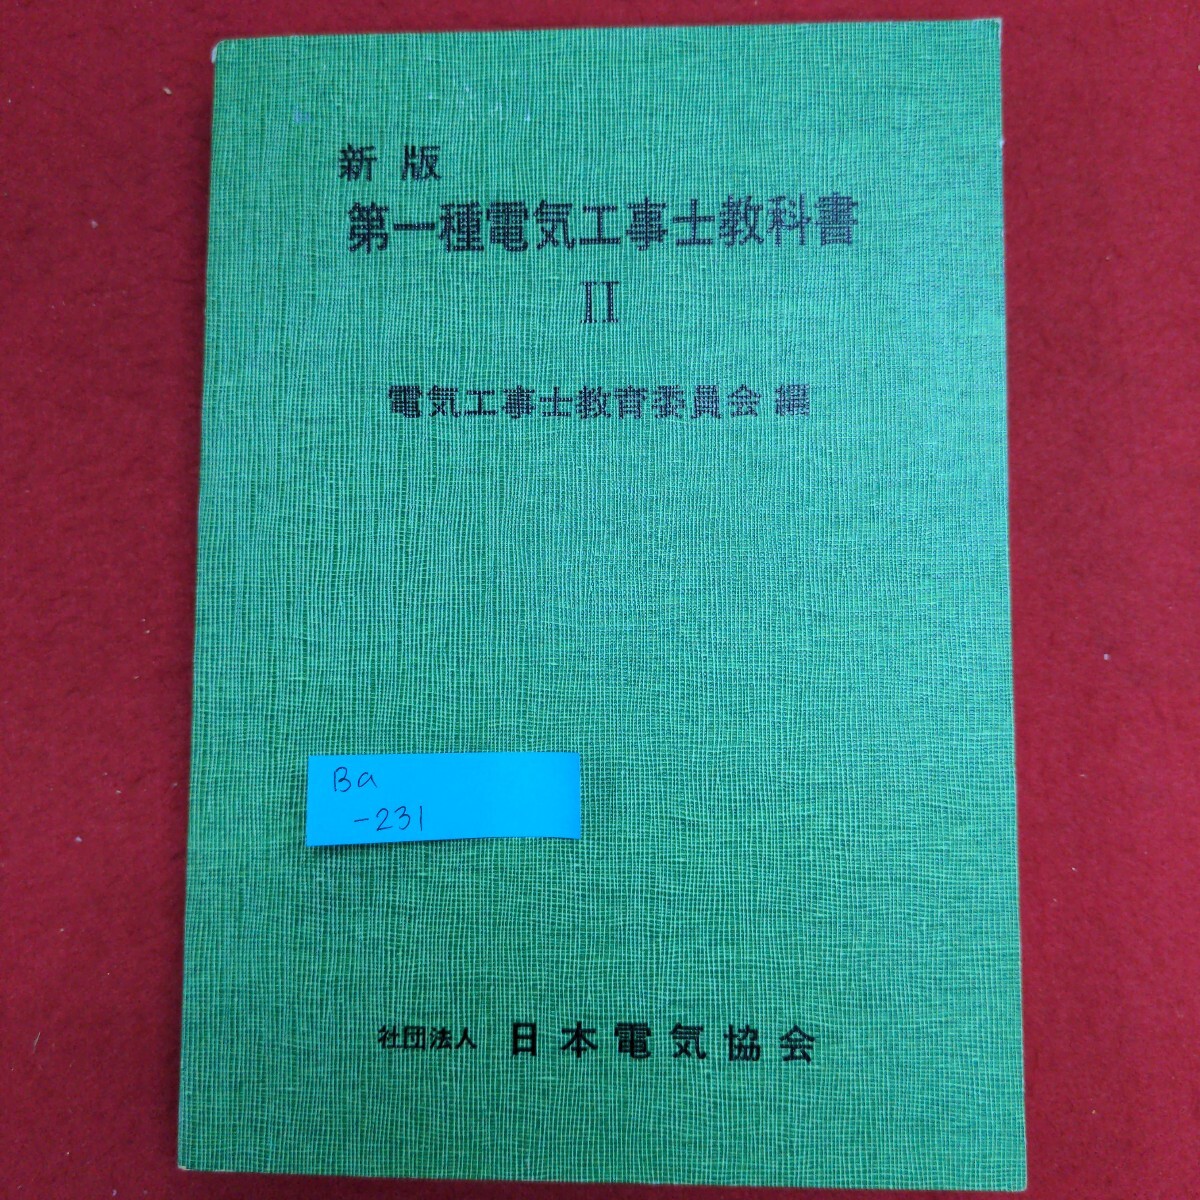 新版
第一種電気工事士教科書
II
電気工事士教育委員会 編
Ba
-231
社団法人 日本電気協会